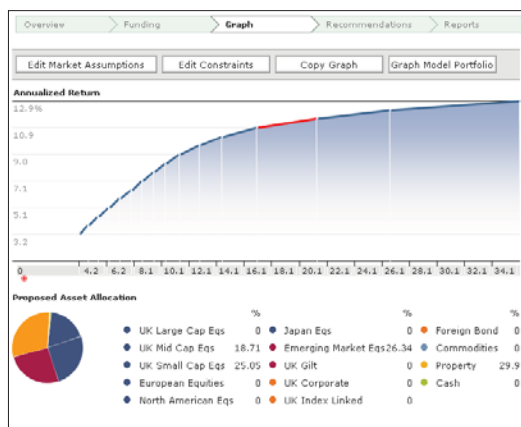 Overview Funding Graph Recommendations Reports
Edit Market Assumptions Edit Constraints Copy Graph Graph Model Portfolio
Annualized Return
12.9%
10.9
9.0
7.1
5.1
3.2
0 4.2 6.2 8.1 10.1 12.1 14.1 16.1 18.1 20.1 22.1 24.1 26.1 28.1 30.1 32.1 34.1
Proposed Asset Allocation
% % %
UK Large Cap Eqs 0 Japan Eqs 0 Foreign Bond 0
UK Mid Cap Eqs 18.71 Emerging Market Eqs 26.34 Commodities 0
UK Small Cap Eqs 25.05 UK Gilt 0 Property 29.9
European Equities 0 UK Corporate 0 Cash 0
North American Eqs 0 UK Index Linked 0